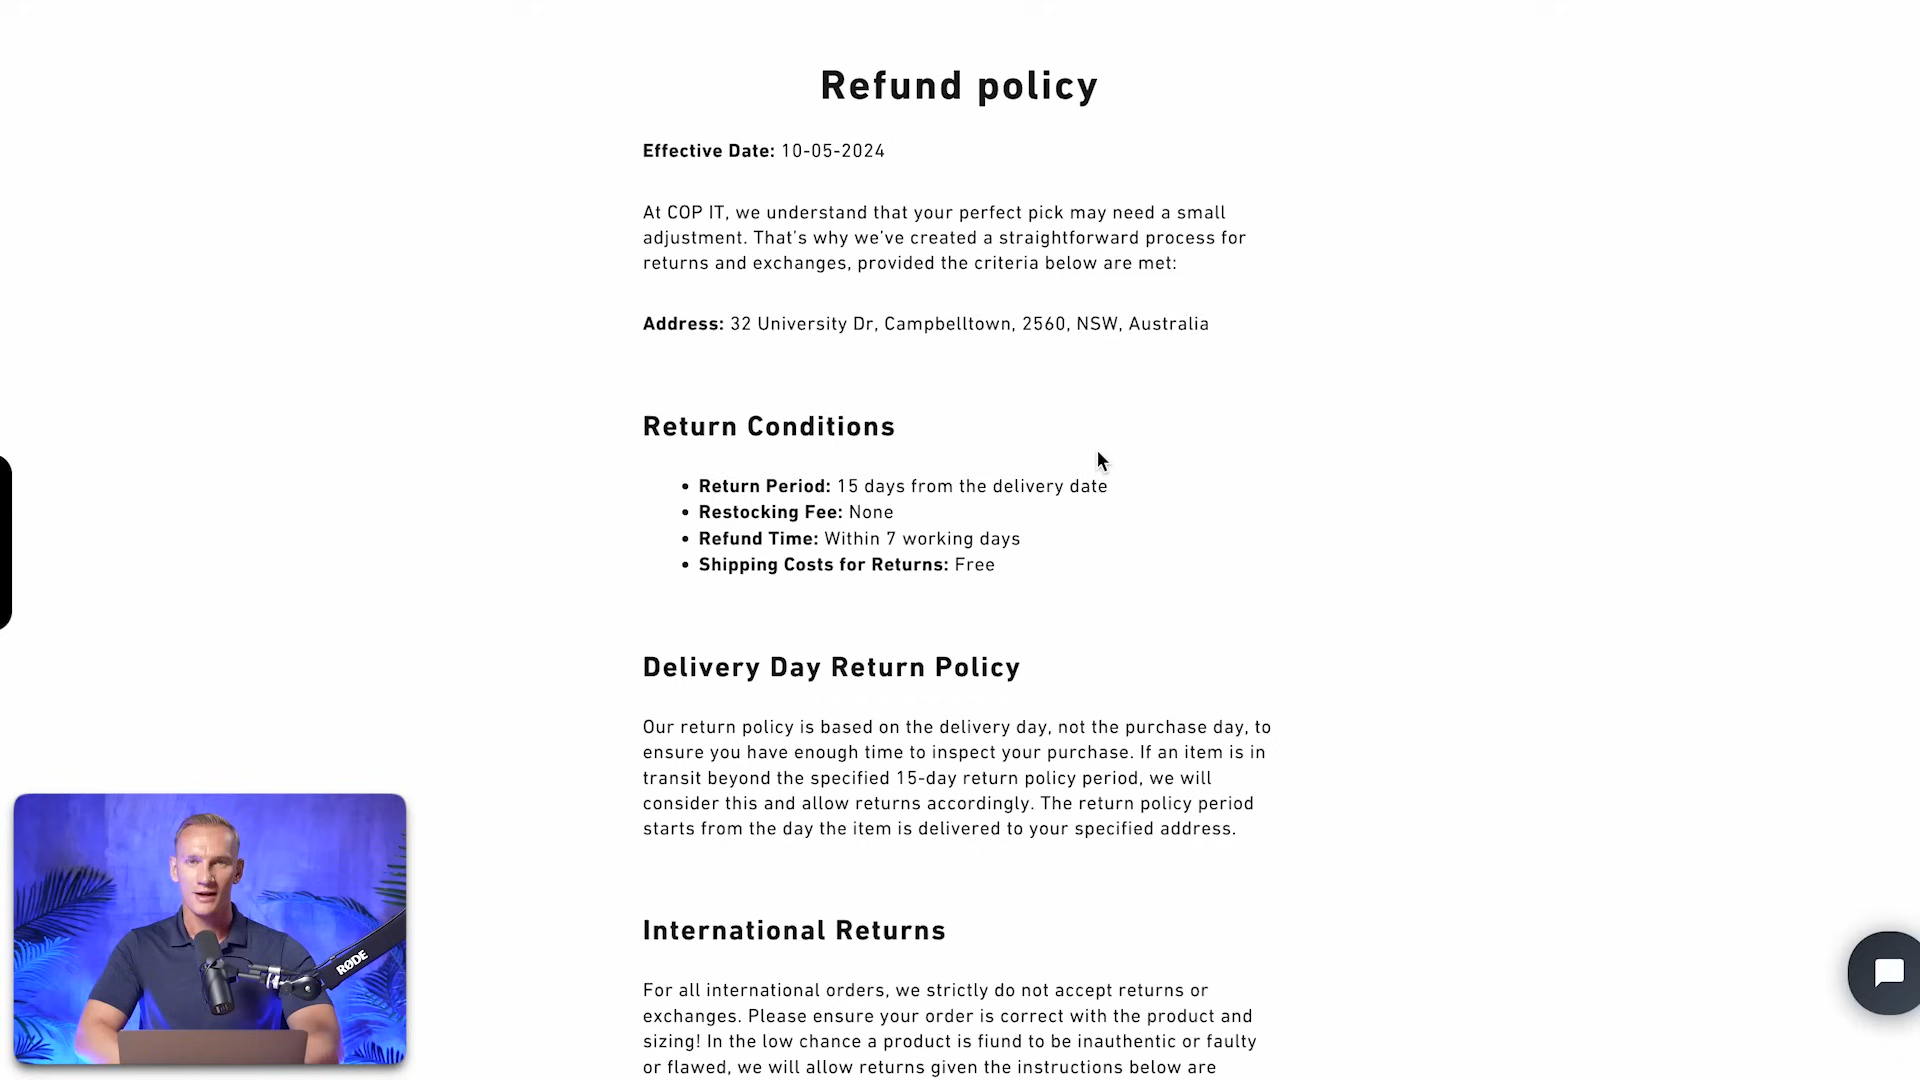 Refund policy
Effective Date: 10-05-2024
At COP IT, we understand that your perfect pick may need a small
adjustment. That's why we've created a straightforward process for
returns and exchanges, provided the criteria below are met:
Address: 32 University Dr, Campbelltown, 2560, NSW, Australia
Return Conditions
• Return Period: 15 days from the delivery date
• Restocking Fee: None
• Refund Time: Within 7 working days
• Shipping Costs for Returns: Free
Delivery Day Return Policy
Our return policy is based on the delivery day, not the purchase day, to
ensure you have enough time to inspect your purchase. If an item is in
transit beyond the specified 15-day return policy period, we will
consider this and allow returns accordingly. The return policy period
starts from the day the item is delivered to your specified address.
International Returns
For all international orders, we strictly do not accept returns or
exchanges. Please ensure your order is correct with the product and
sizing! In the low chance a product is fiund to be inauthentic or faulty
or flawed, we will allow returns given the instructions below are
RØDE